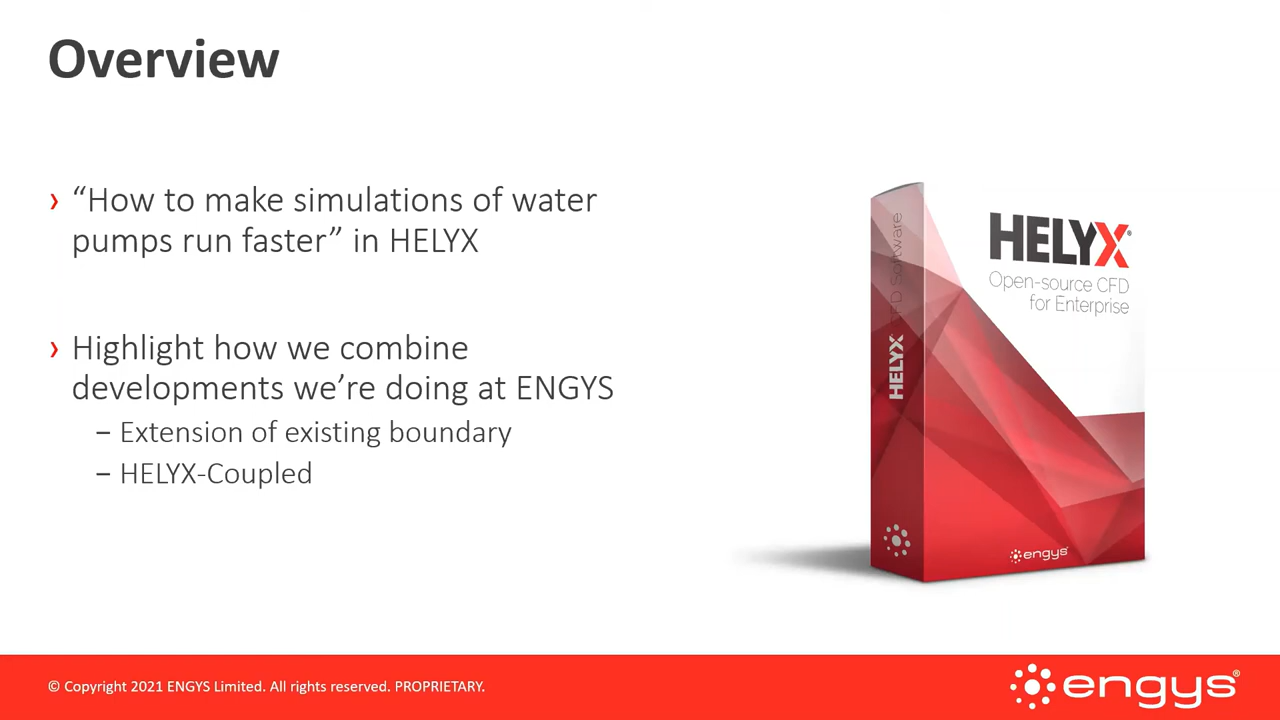 Overview
› “How to make simulations of water
pumps run faster” in HELYX
› Highlight how we combine
developments we’re doing at ENGYS
– Extension of existing boundary
– HELYX-Coupled
HELYX CFD Software
HELYX®
Open-source CFD
for Enterprise
engys®
© Copyright 2021 ENGYS Limited. All rights reserved. PROPRIETARY.
engys®